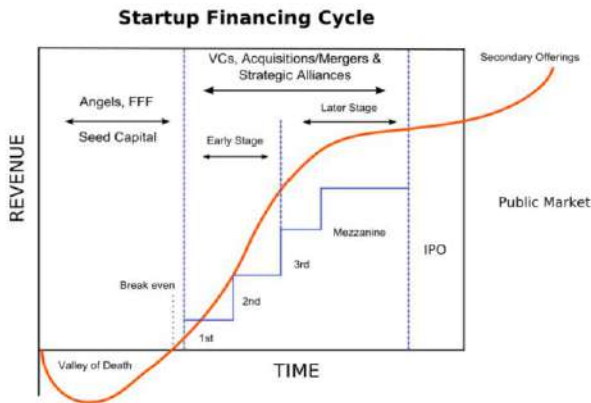 Startup Financing Cycle
VCs, Acquisitions/Mergers &
Strategic Alliances
Secondary Offerings
Angels, FFF
Seed Capital
Later Stage
Early Stage
REVENUE
Public Market
Mezzanine
IPO
3rd
Break even
2nd
1st
Valley of Death
TIME